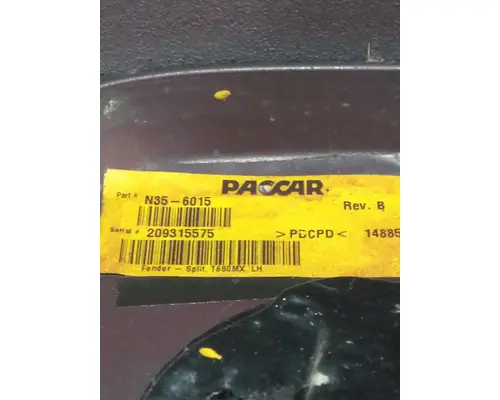 PACCAR
Part # N35-6015 Rev. B
Serial # 209315575 >PDCPD< 14885
Fender - Split, T680MX, LH